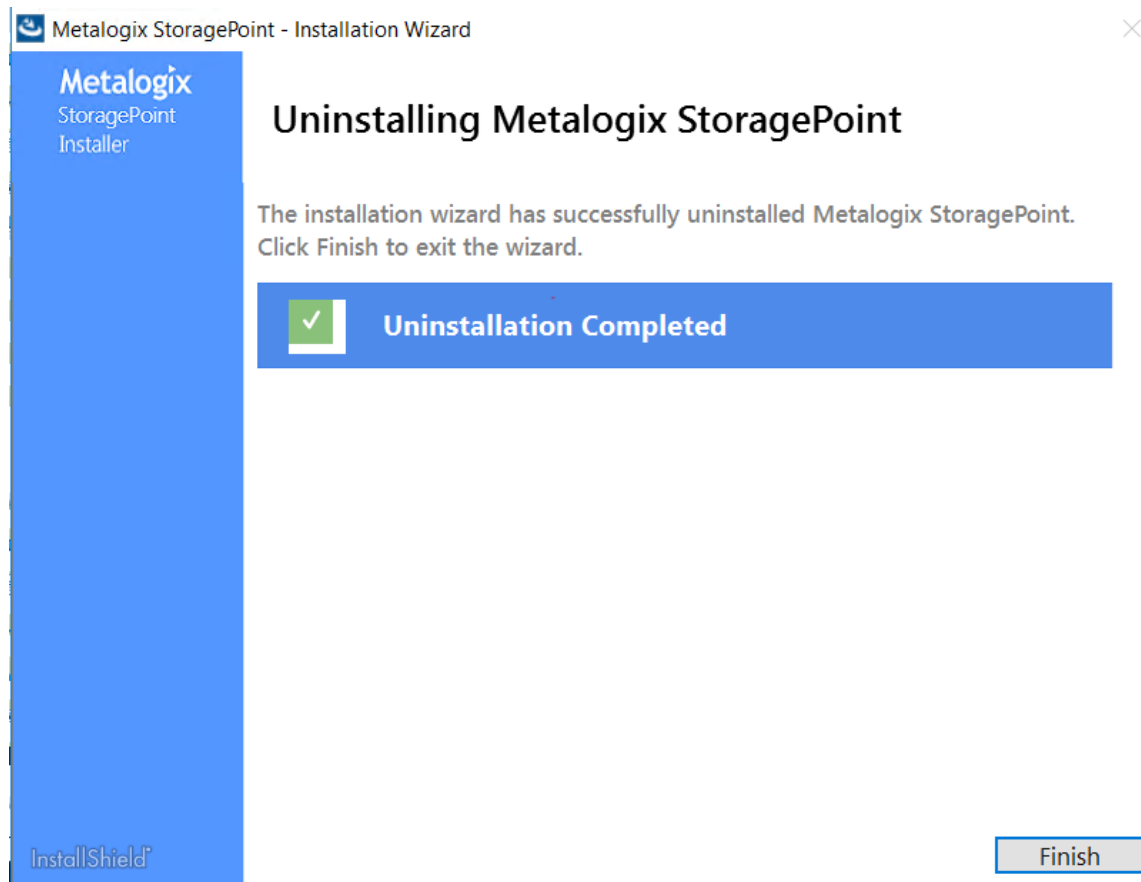 Metalogix StoragePoint - Installation Wizard
Metalogix
StoragePoint
Installer
Uninstalling Metalogix StoragePoint
The installation wizard has successfully uninstalled Metalogix StoragePoint.
Click Finish to exit the wizard.
Uninstallation Completed
InstallShield
Finish